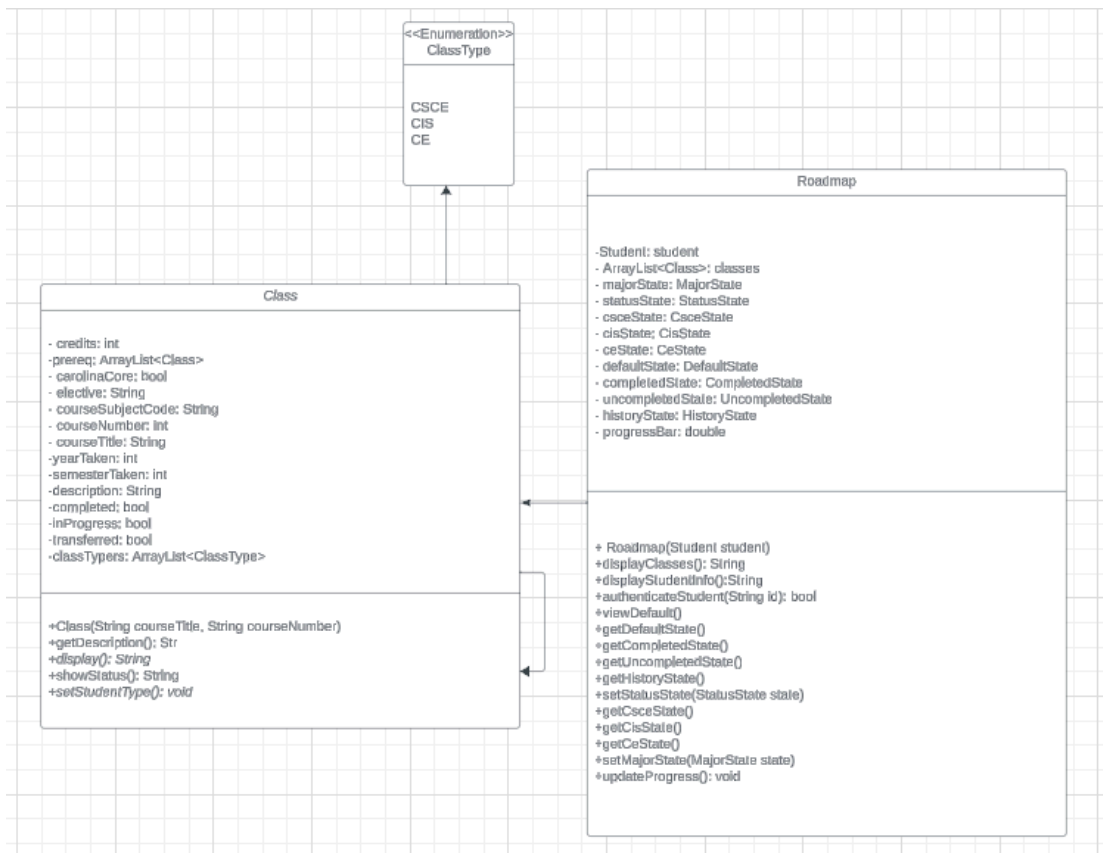 <<Enumeration>>
ClassType
CSCE
CIS
CE
Roadmap
-Student: student
- ArrayList<Class>: classes
- majorState: MajorState
- statusState: StatusState
- csceState: CsceState
- cisState; CisState
- ceState: CeState
- defaultState: DefaultState
- completedState: CompletedState
- uncompletedState: UncompletedState
- historyState: HistoryState
- progressBar: double
+ Roadmap(Student student)
+displayClasses(): String
+displayStudentInfo():String
+authenticateStudent(String id): bool
+viewDefault()
+getDefaultState()
+getCompletedState()
+getUncompletedState()
+getHistoryState()
+setStatusState(StatusState state)
+getCsceState()
+getCisState()
+getCeState()
+setMajorState(MajorState state)
+updateProgress(): void
Class
- credits: int
-prereq; ArrayList<Class>
- carolinaCore; bool
- elective; String
- courseSubjectCode: String
- courseNumber: int
- courseTitle: String
-yearTaken: int
-semesterTaken: int
-description: String
-completed; bool
-inProgress; bool
-transferred: bool
-classTypers: ArrayList<ClassType>
+Class(String courseTitle, String courseNumber)
+getDescription(); Str
+display(); String
+showStatus(); String
+setStudentType(); void